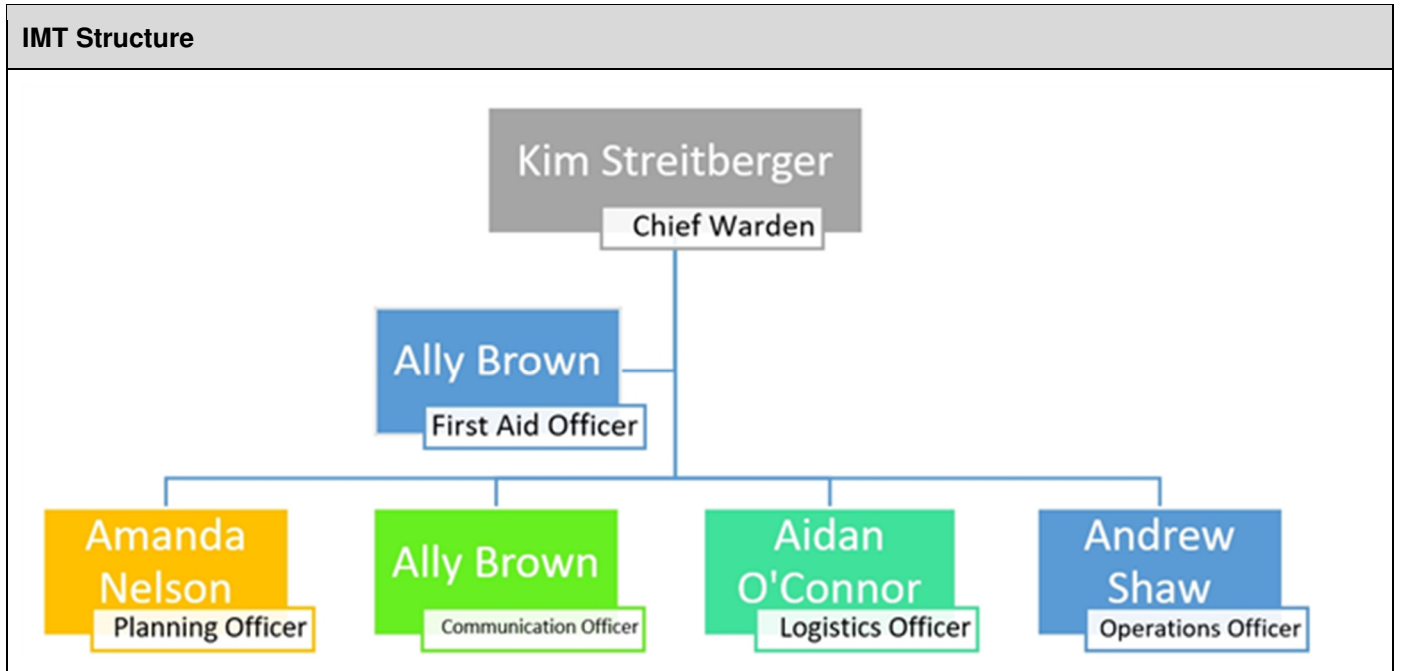 IMT Structure
Kim Streitberger
Chief Warden
Ally Brown
First Aid Officer
Amanda
Nelson
Planning Officer
Ally Brown
Communication Officer
Aidan
O'Connor
Logistics Officer
Andrew
Shaw
Operations Officer